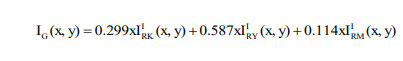 I_G (x, y) = 0.299xI^I_RK (x, y) + 0.587xI^I_RY (x, y) + 0.114xI^I_RM (x, y)